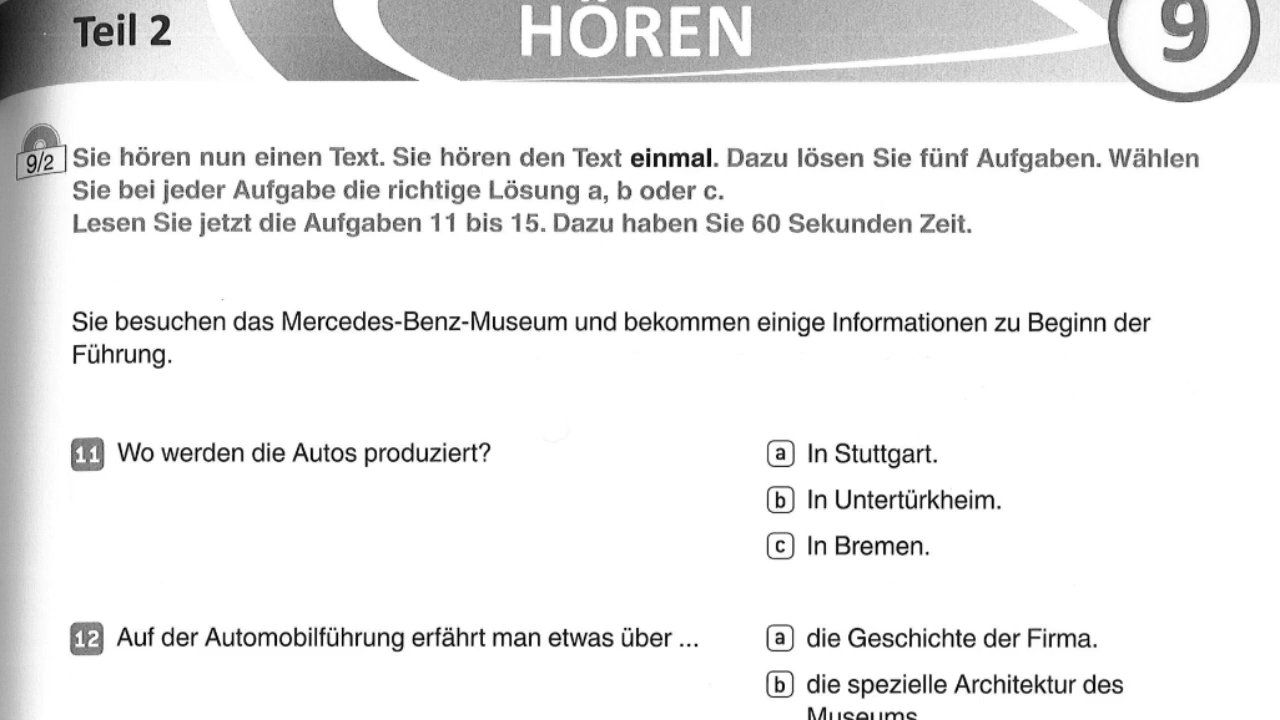 Teil 2
HÖREN
9
9/2
Sie hören nun einen Text. Sie hören den Text einmal. Dazu lösen Sie fünf Aufgaben. Wählen
Sie bei jeder Aufgabe die richtige Lösung a, b oder c.
Lesen Sie jetzt die Aufgaben 11 bis 15. Dazu haben Sie 60 Sekunden Zeit.
Sie besuchen das Mercedes-Benz-Museum und bekommen einige Informationen zu Beginn der
Führung.
11 Wo werden die Autos produziert?
a In Stuttgart.
b In Untertürkheim.
c In Bremen.
12 Auf der Automobilführung erfährt man etwas über ...
a die Geschichte der Firma.
b die spezielle Architektur des
Museums